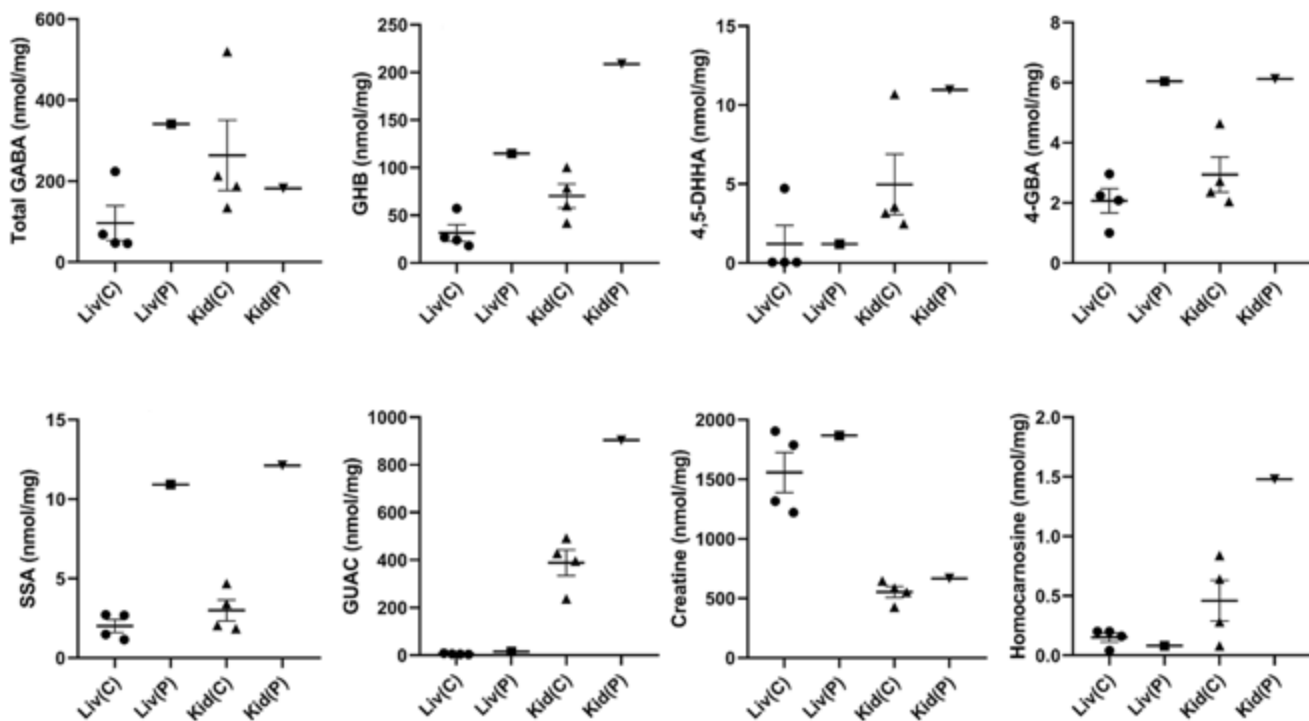 Total GABA (nmol/mg)
600
400
200
0
Liv(C)
Liv(P)
Kid(C)
Kid(P)
GHB (nmol/mg)
250
200
150
100
50
0
Liv(C)
Liv(P)
Kid(C)
Kid(P)
4,5-DHHA (nmol/mg)
15
10
5
0
Liv(C)
Liv(P)
Kid(C)
Kid(P)
4-GBA (nmol/mg)
8
6
4
2
0
Liv(C)
Liv(P)
Kid(C)
Kid(P)
SSA (nmol/mg)
15
10
5
0
Liv(C)
Liv(P)
Kid(C)
Kid(P)
GUAC (nmol/mg)
1000
800
600
400
200
0
Liv(C)
Liv(P)
Kid(C)
Kid(P)
Creatine (nmol/mg)
2000
1500
1000
500
0
Liv(C)
Liv(P)
Kid(C)
Kid(P)
Homocarnosine (nmol/mg)
2.0
1.5
1.0
0.5
0.0
Liv(C)
Liv(P)
Kid(C)
Kid(P)